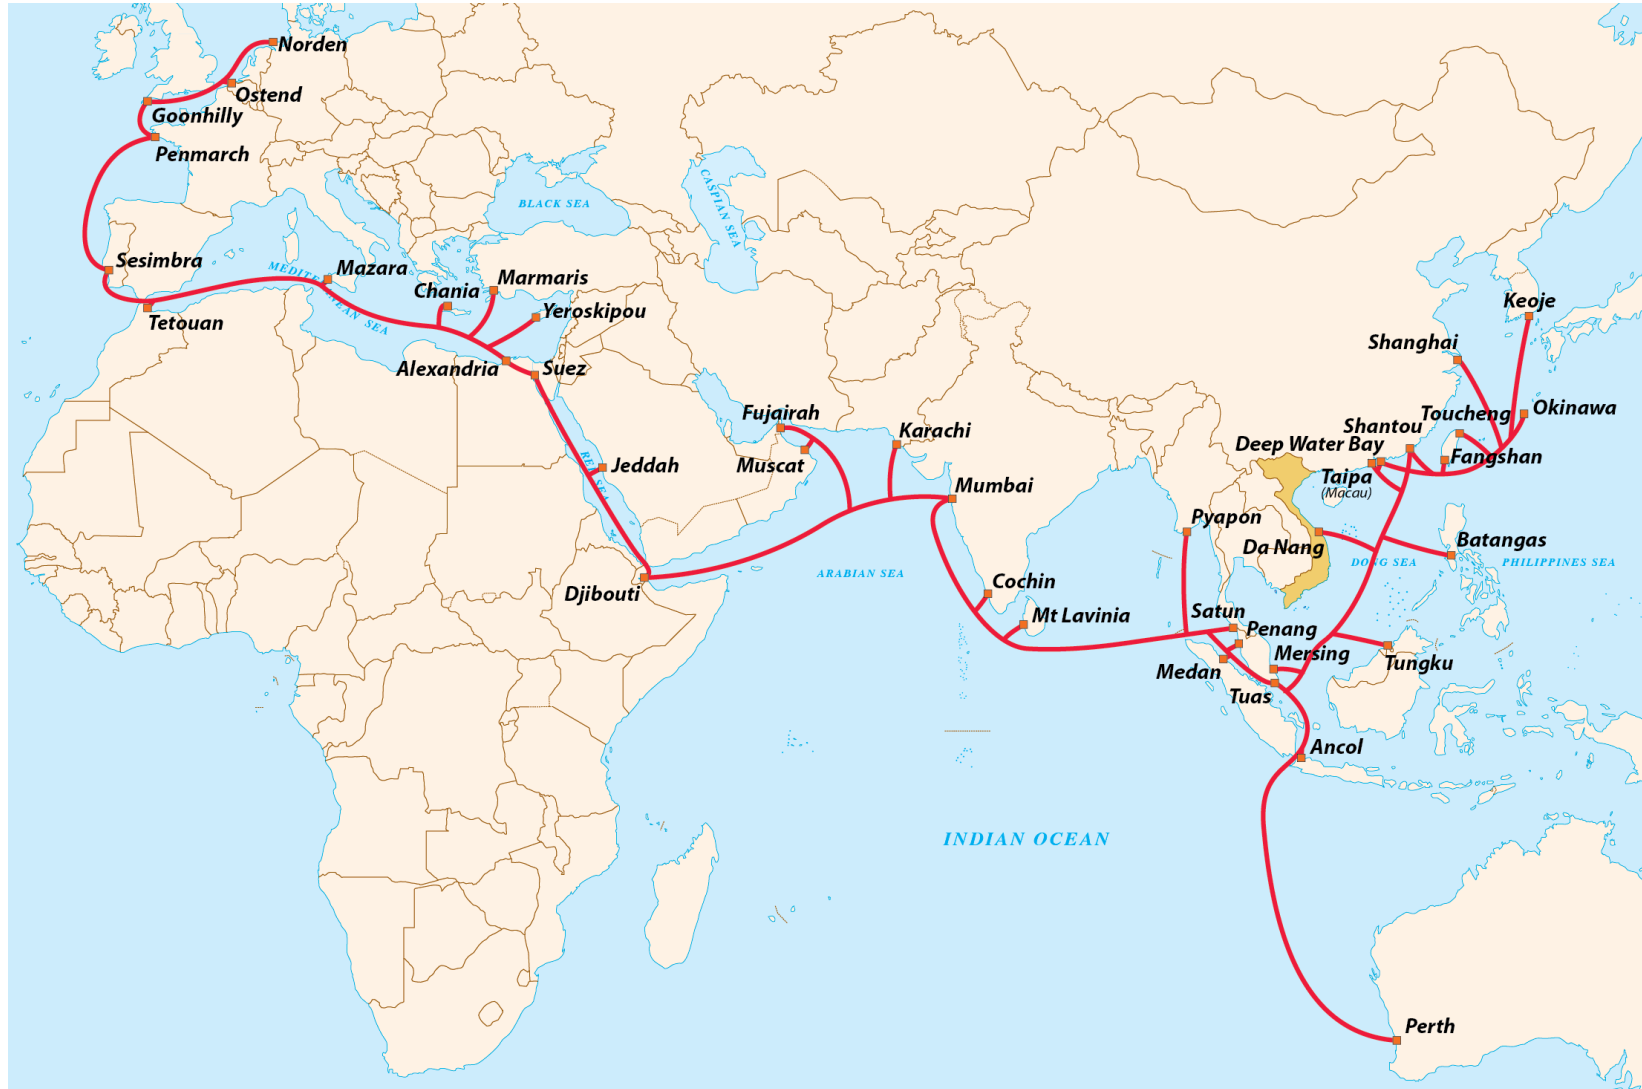 Norden
Ostend
Goonhilly
Penmarch
BLACK SEA
CASPIAN SEA
Sesimbra
MEDITERRANEAN SEA
Mazara
Marmaris
Chania
Yeroskipou
Tetouan
Keoje
Shanghai
Alexandria
Suez
Fujairah
Karachi
Toucheng
Okinawa
Shantou
Deep Water Bay
Fangshan
Muscat
Jeddah
RED SEA
Taipa
(Macau)
Mumbai
Pyapon
Da Nang
Batangas
DONG SEA
PHILIPPINES SEA
ARABIAN SEA
Djibouti
Cochin
Mt Lavinia
Satun
Penang
Mersing
Tungku
Medan
Tuas
Ancol
INDIAN OCEAN
Perth